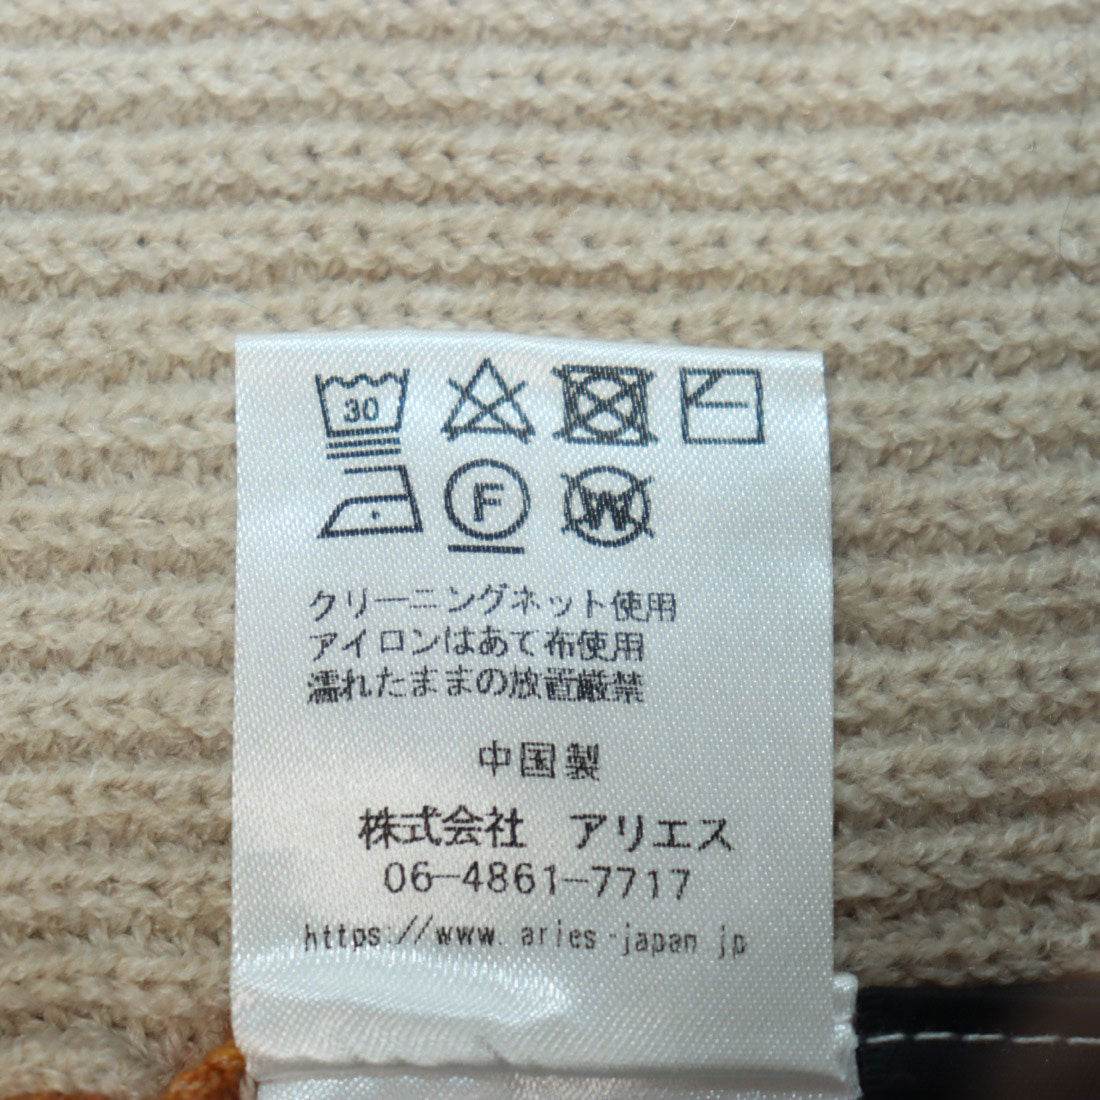 30
F W
クリーニングネット使用
アイロンはあて布使用
濡れたままの放置厳禁
中国製
株式会社 アリエス
06-4861-7717
https://www.aries-japan.jp